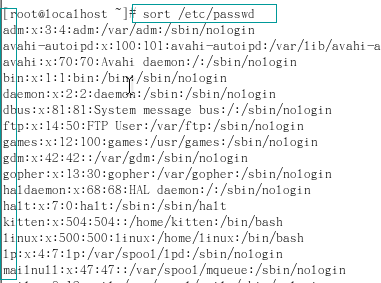 [root@localhost ~]# sort /etc/passwd
adm:x:3:4:adm:/var/adm:/sbin/nologin
avahi-autoipd:x:100:101:avahi-autoipd:/var/lib/avahi-a
avahi:x:70:70:Avahi daemon:/:/sbin/nologin
bin:x:1:1:bin:/bin:/sbin/nologin
daemon:x:2:2:daemon:/sbin:/sbin/nologin
dbus:x:81:81:System message bus:/:/sbin/nologin
ftp:x:14:50:FTP User:/var/ftp:/sbin/nologin
games:x:12:100:games:/usr/games:/sbin/nologin
gdm:x:42:42::/var/gdm:/sbin/nologin
gopher:x:13:30:gopher:/var/gopher:/sbin/nologin
haldaemon:x:68:68:HAL daemon:/:/sbin/nologin
halt:x:7:0:halt:/sbin:/sbin/halt
kitten:x:504:504::/home/kitten:/bin/bash
linux:x:500:500:linux:/home/linux:/bin/bash
lp:x:4:7:lp:/var/spool/lpd:/sbin/nologin
mailnull:x:47:47::/var/spool/mqueue:/sbin/nologin